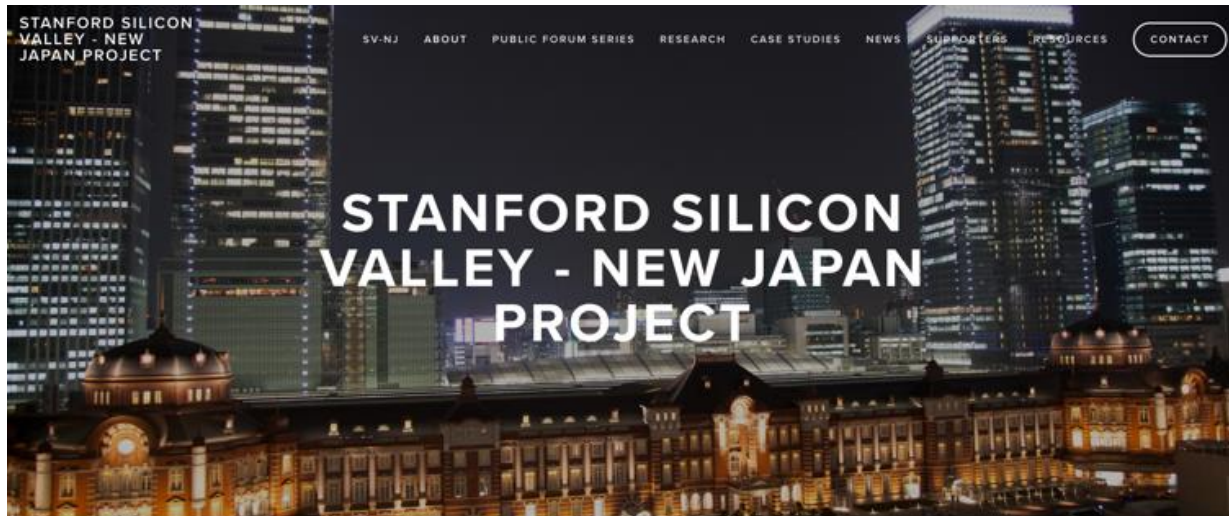 STANFORD SILICON
VALLEY - NEW
JAPAN PROJECT
SV-NJ ABOUT PUBLIC FORUM SERIES RESEARCH CASE STUDIES NEWS SUPPORTERS RESOURCES CONTACT
STANFORD SILICON
VALLEY - NEW JAPAN
PROJECT